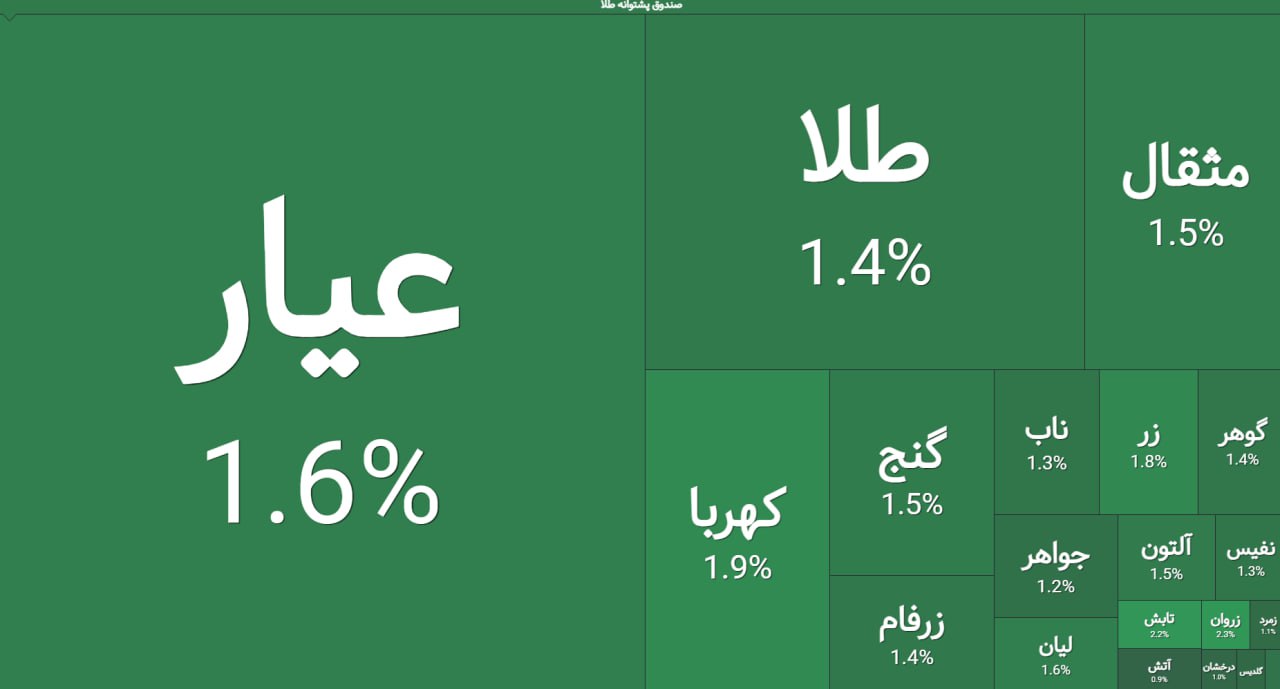 صندوق پشتوانه طلا
عیار
1.6%
طلا
1.4%
مثقال
1.5%
کهربا
1.9%
گنج
1.5%
زرفام
1.4%
ناب
1.3%
زر
1.8%
گوهر
1.4%
جواهر
1.2%
آلتون
1.5%
نفیس
1.3%
لیان
1.6%
تابش
2.2%
زروان
2.3%
زمرد
1.1%
آتش
0.9%
درخشان
1.0%
گلدیس